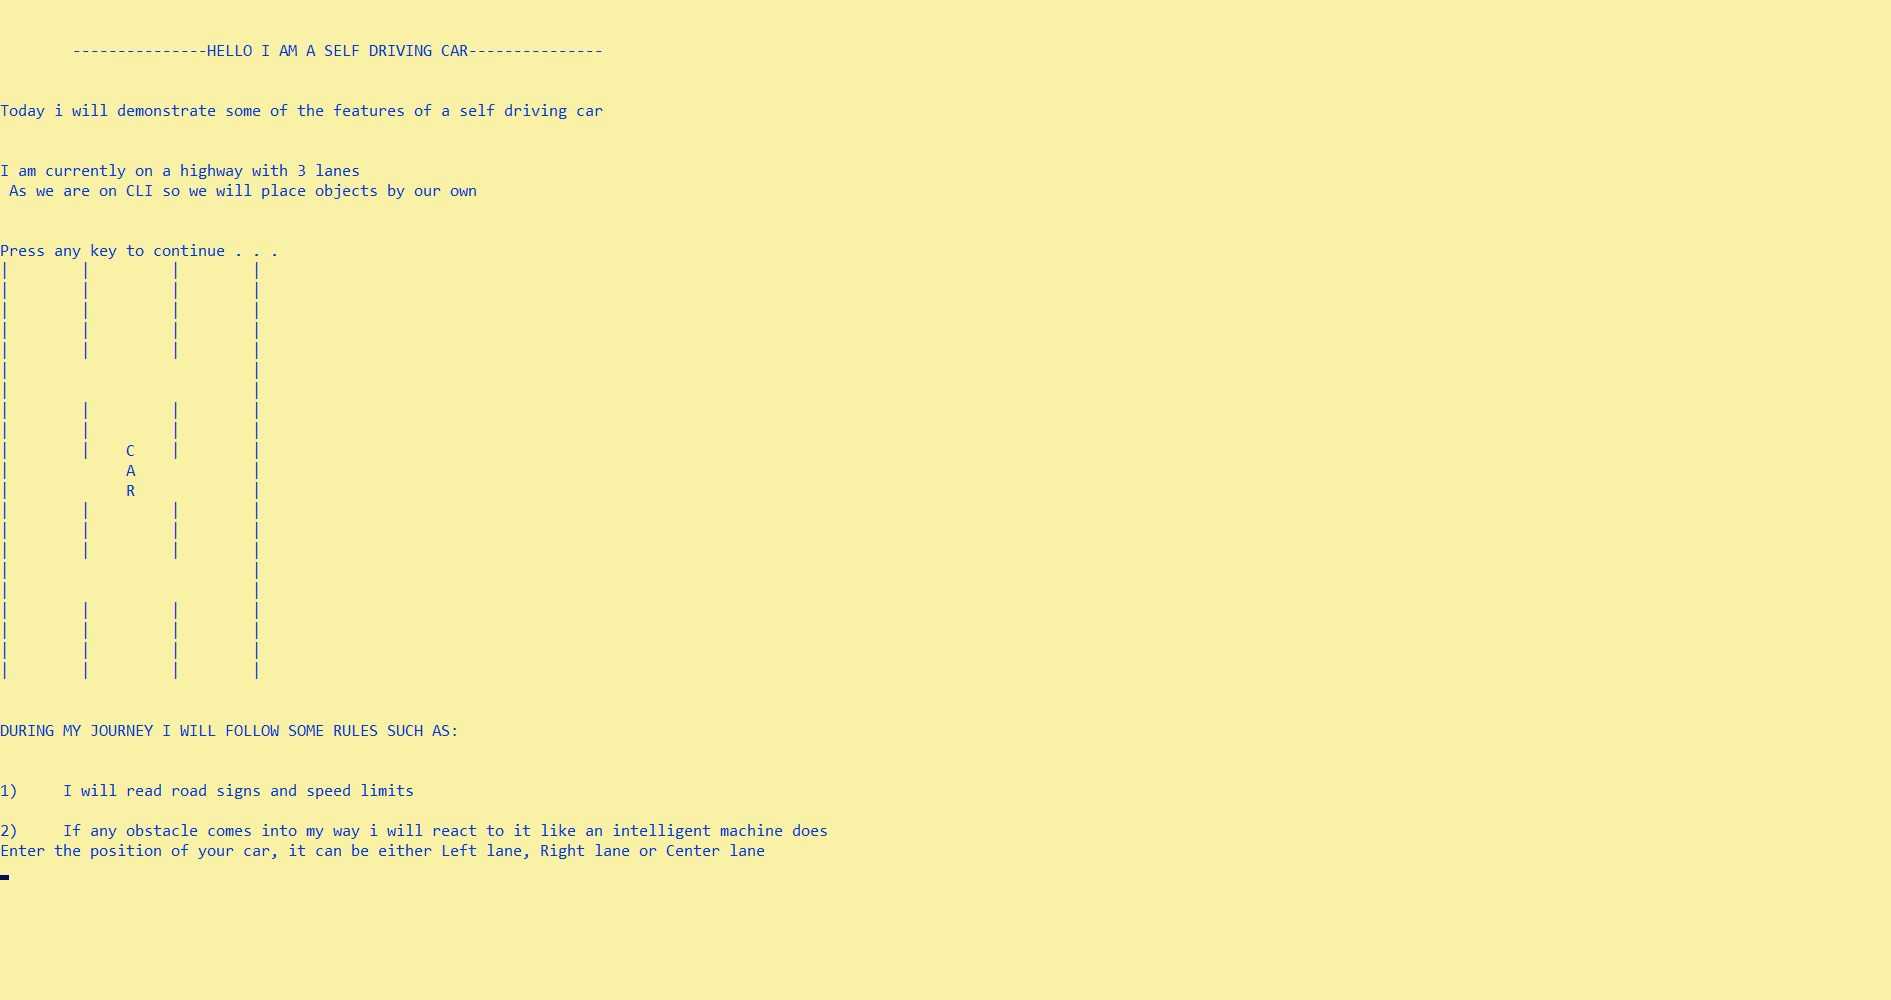 ---------------HELLO I AM A SELF DRIVING CAR---------------
Today i will demonstrate some of the features of a self driving car
I am currently on a highway with 3 lanes
As we are on CLI so we will place objects by our own
Press any key to continue . . .
|        |         |        |
|        |         |        |
|        |         |        |
|        |         |        |
|        |         |        |
|                           |
|                           |
|        |         |        |
|        |         |        |
|        |    C    |        |
|             A             |
|             R             |
|        |         |        |
|        |         |        |
|        |         |        |
|                           |
|                           |
|        |         |        |
|        |         |        |
|        |         |        |
|        |         |        |
DURING MY JOURNEY I WILL FOLLOW SOME RULES SUCH AS:
1)     I will read road signs and speed limits
2)     If any obstacle comes into my way i will react to it like an intelligent machine does
Enter the position of your car, it can be either Left lane, Right lane or Center lane